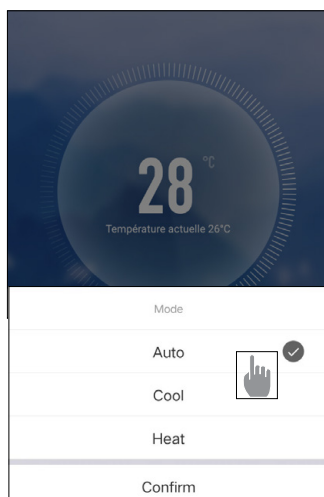 28 °C
Température actuelle 26°C
Mode
Auto
Cool
Heat
Confirm